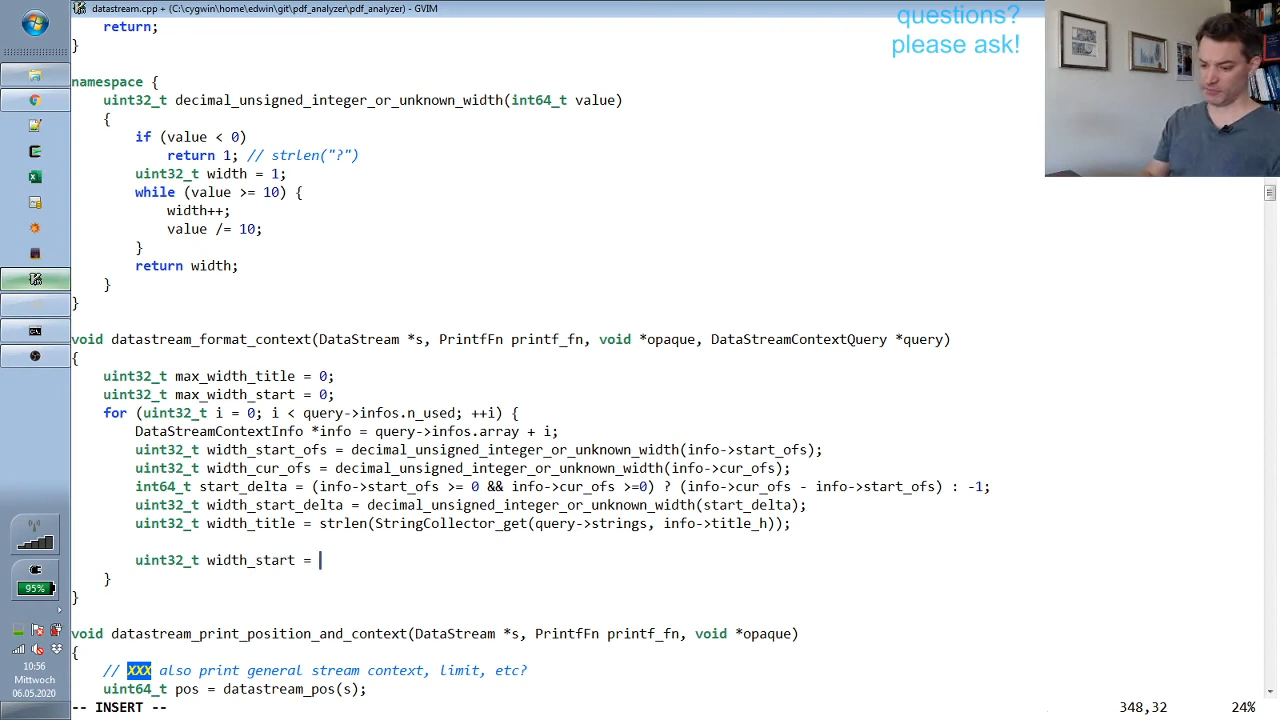 datastream.cpp + (C:\cygwin\home\edwin\git\pdf_analyzer\pdf_analyzer) - GVIM
questions?
please ask!
return;
}
namespace {
uint32_t decimal_unsigned_integer_or_unknown_width(int64_t value)
{
if (value < 0)
return 1; // strlen("?")
uint32_t width = 1;
while (value >= 10) {
width++;
value /= 10;
}
return width;
}
}
void datastream_format_context(DataStream *s, PrintfFn printf_fn, void *opaque, DataStreamContextQuery *query)
{
uint32_t max_width_title = 0;
uint32_t max_width_start = 0;
for (uint32_t i = 0; i < query->infos.n_used; ++i) {
DataStreamContextInfo *info = query->infos.array + i;
uint32_t width_start_ofs = decimal_unsigned_integer_or_unknown_width(info->start_ofs);
uint32_t width_cur_ofs = decimal_unsigned_integer_or_unknown_width(info->cur_ofs);
int64_t start_delta = (info->start_ofs >= 0 && info->cur_ofs >=0) ? (info->cur_ofs - info->start_ofs) : -1;
uint32_t width_start_delta = decimal_unsigned_integer_or_unknown_width(start_delta);
uint32_t width_title = strlen(StringCollector_get(query->strings, info->title_h));
uint32_t width_start =
}
}
void datastream_print_position_and_context(DataStream *s, PrintfFn printf_fn, void *opaque)
{
// XXX also print general stream context, limit, etc?
uint64_t pos = datastream_pos(s);
-- INSERT --
348,32
24%
95%
10:56
Mittwoch
06.05.2020